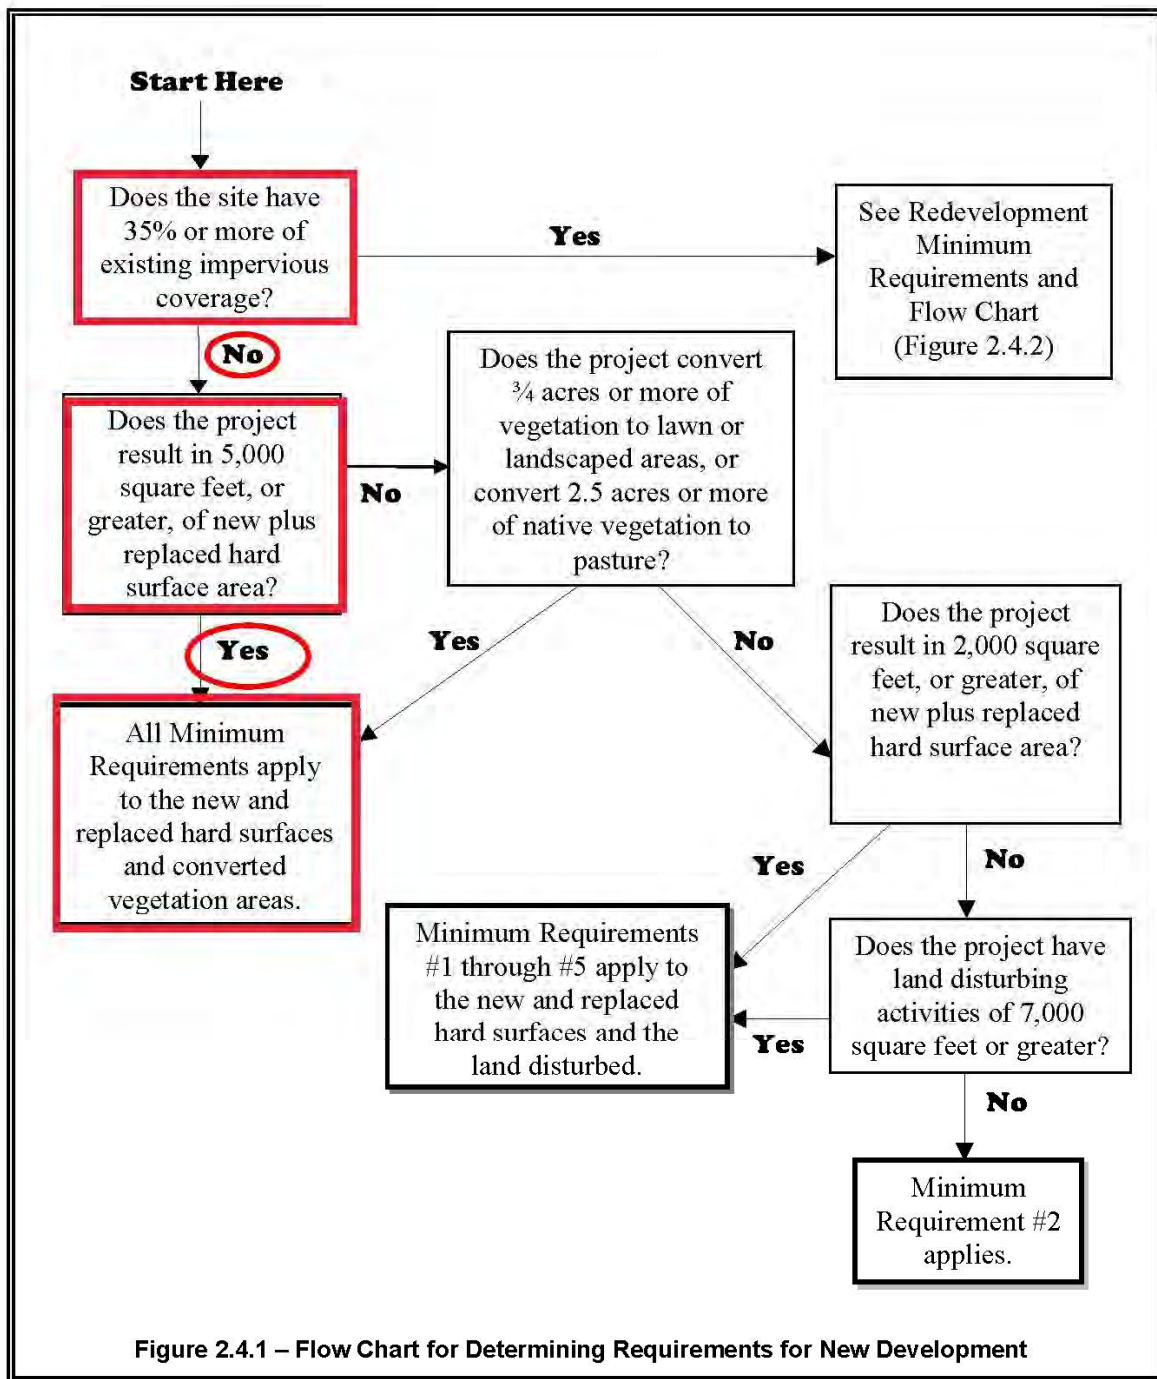 Start Here
Does the site have
35% or more of
existing impervious
coverage?
Yes
See Redevelopment
Minimum
Requirements and
Flow Chart
(Figure 2.4.2)
No
Does the project
result in 5,000
square feet, or
greater, of new plus
replaced hard
surface area?
No
Does the project convert
¾ acres or more of
vegetation to lawn or
landscaped areas, or
convert 2.5 acres or more
of native vegetation to
pasture?
Yes
Yes
No
Does the project
result in 2,000 square
feet, or greater, of
new plus replaced
hard surface area?
All Minimum
Requirements apply
to the new and
replaced hard surfaces
and converted
vegetation areas.
Yes
No
Minimum Requirements
#1 through #5 apply to
the new and replaced
hard surfaces and the
land disturbed.
Yes
Does the project have
land disturbing
activities of 7,000
square feet or greater?
No
Minimum
Requirement #2
applies.
Figure 2.4.1 – Flow Chart for Determining Requirements for New Development